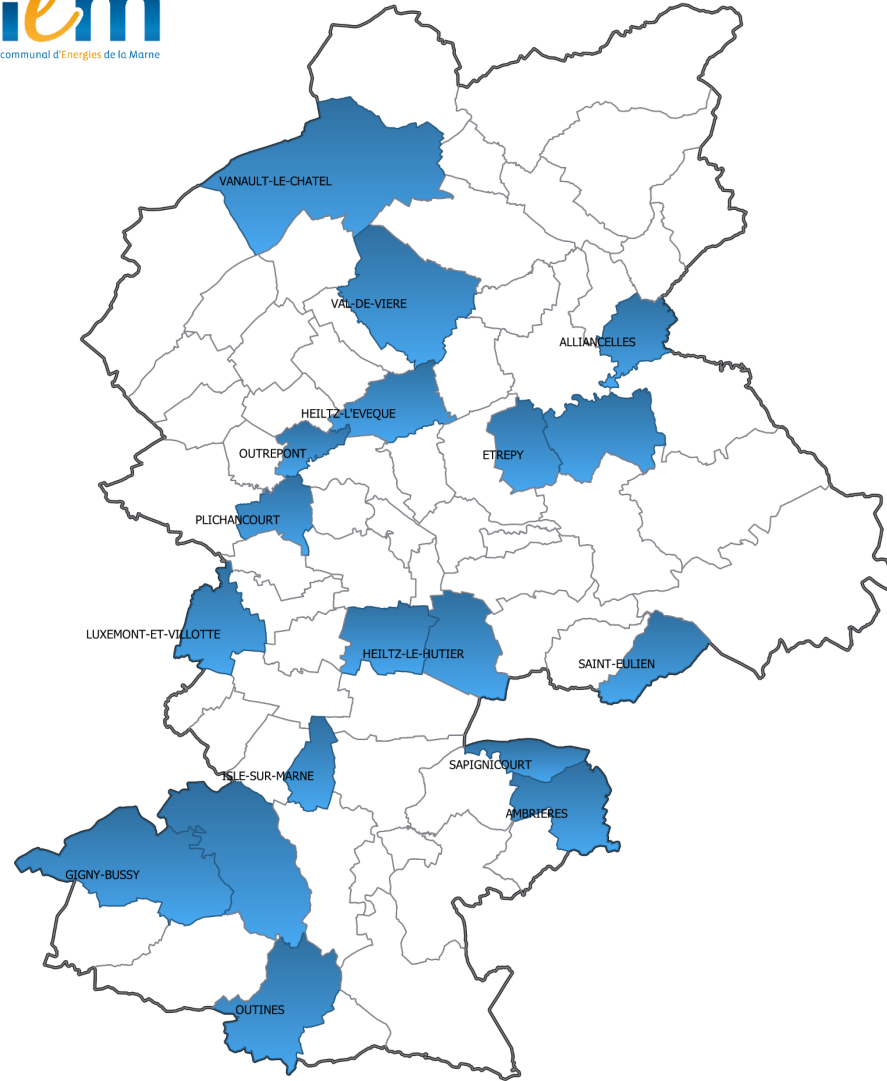 iem
communal d'Energies de la Marne
VANAULT-LE-CHATEL
VAL-DE-VIERE
ALLIANCELLES
HEILTZ-L'EVEQUE
OUTREPONT
ETREPY
PLICHANCOURT
LUXEMONT-ET-VILLOTTE
HEILTZ-LE-HUTIER
SAINT-EULIEN
SAPIGNICOURT
ISLE-SUR-MARNE
AMBRIERES
GIGNY-BUSSY
OUTINES